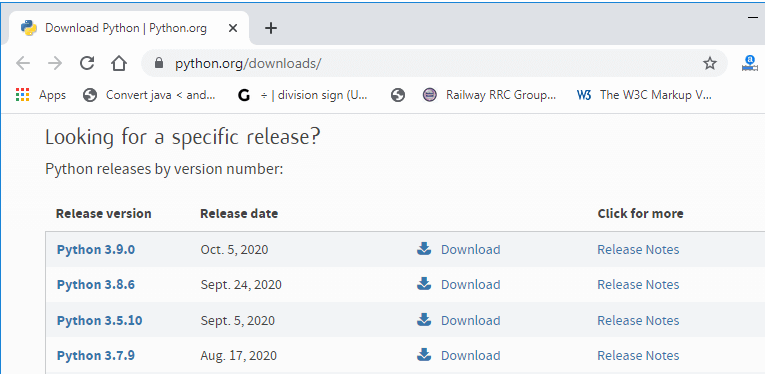 Download Python | Python.org
python.org/downloads/
Apps Convert java < and... G ÷ | division sign (U... Railway RRC Group... W3 The W3C Markup V...
Looking for a specific release?
Python releases by version number:
Release version Release date Click for more
Python 3.9.0 Oct. 5, 2020 Download Release Notes
Python 3.8.6 Sept. 24, 2020 Download Release Notes
Python 3.5.10 Sept. 5, 2020 Download Release Notes
Python 3.7.9 Aug. 17, 2020 Download Release Notes